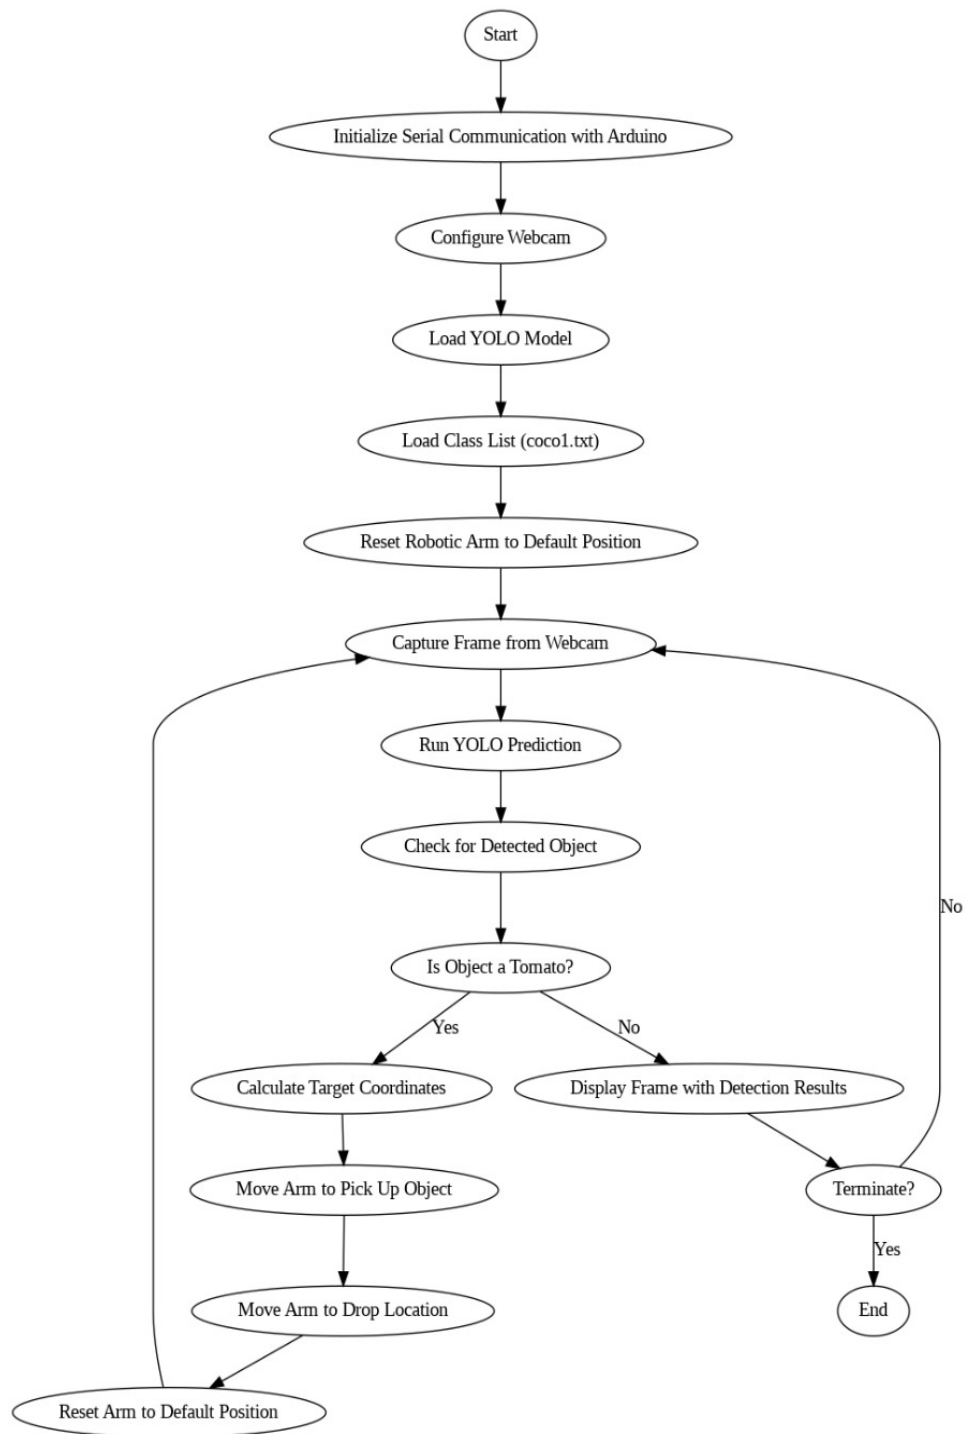 Start
Initialize Serial Communication with Arduino
Configure Webcam
Load YOLO Model
Load Class List (coco1.txt)
Reset Robotic Arm to Default Position
Capture Frame from Webcam
Run YOLO Prediction
Check for Detected Object
No
Is Object a Tomato?
Yes
No
Calculate Target Coordinates
Display Frame with Detection Results
Move Arm to Pick Up Object
Terminate?
Yes
Move Arm to Drop Location
End
Reset Arm to Default Position